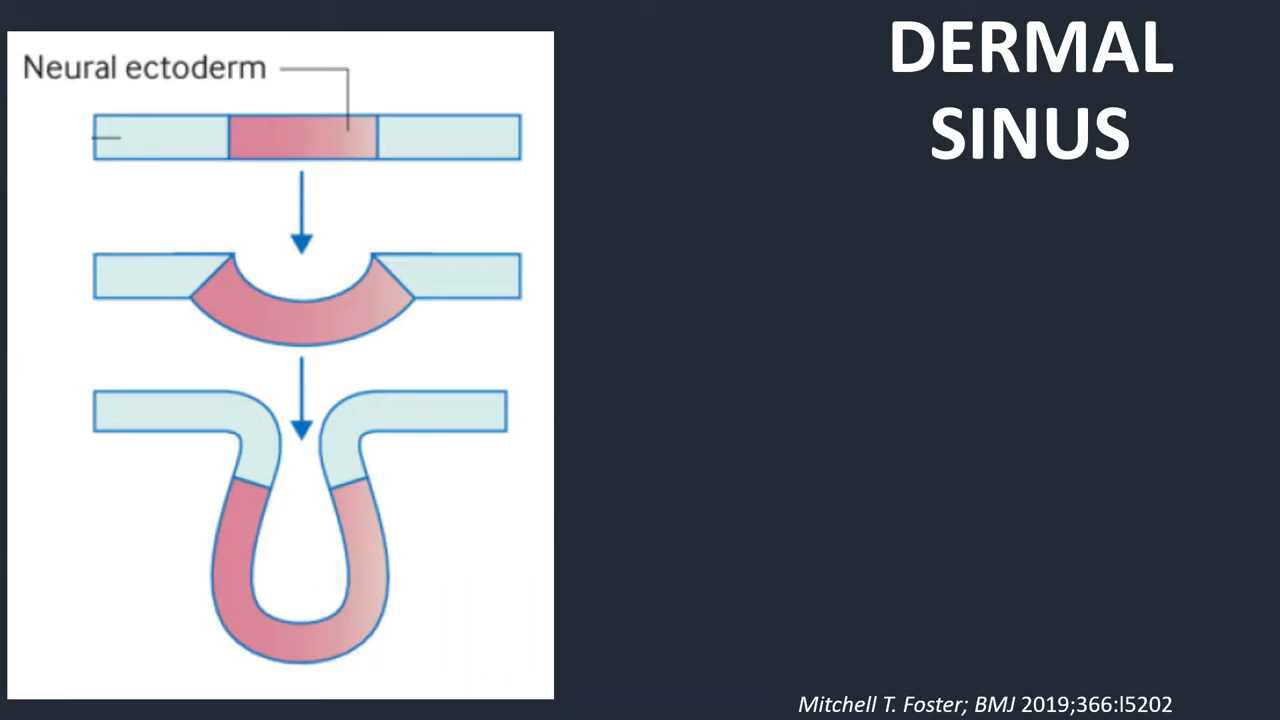 Neural ectoderm
DERMAL
SINUS
Mitchell T. Foster; BMJ 2019;366:l5202